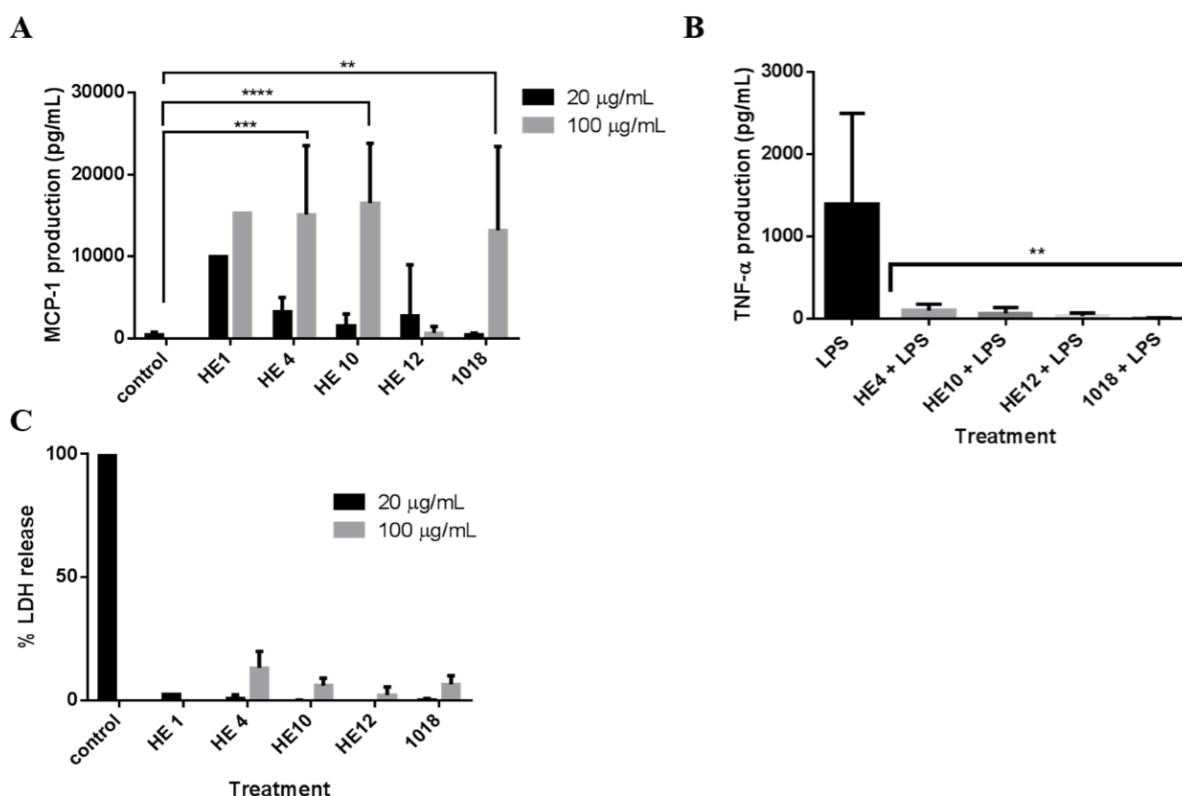 A
MCP-1 production (pg/mL)
30000
20000
10000
0
**
****
***
20 µg/mL
100 µg/mL
control
HE1
HE 4
HE 10
HE 12
1018
B
TNF-α production (pg/mL)
3000
2000
1000
0
**
LPS
HE4 + LPS
HE10 + LPS
HE12 + LPS
1018 + LPS
Treatment
C
% LDH release
100
50
0
20 µg/mL
100 µg/mL
control
HE 1
HE 4
HE10
HE12
1018
Treatment